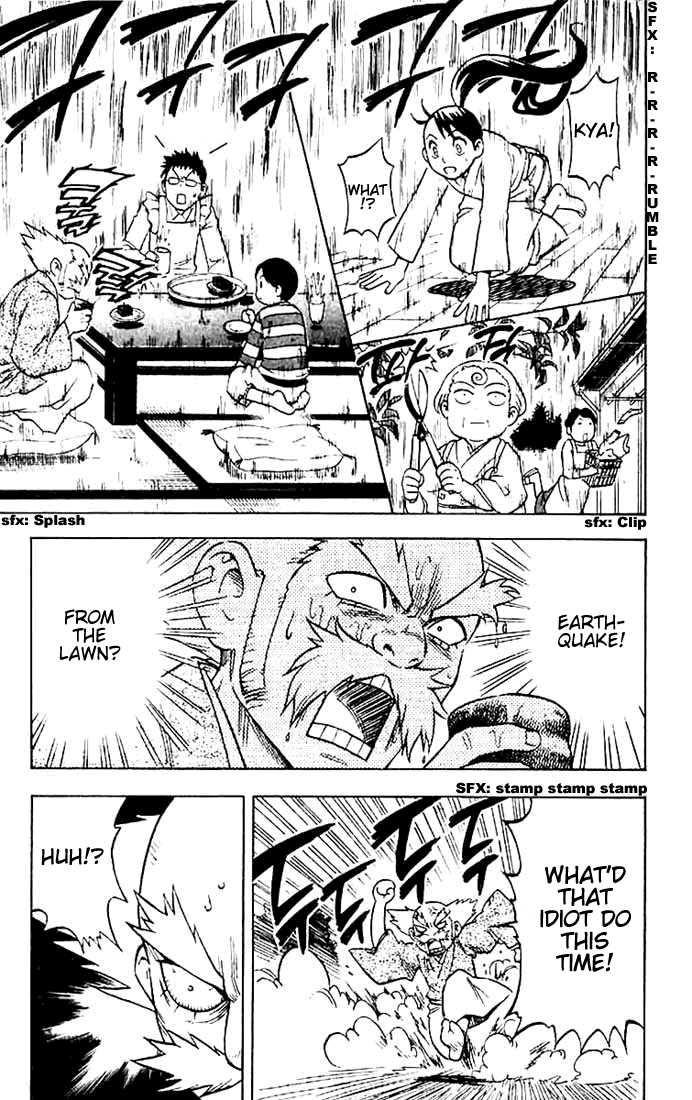 SFX: R-R-R-R-RUMBLE
KYA!
WHAT
!?
sfx: Splash
sfx: Clip
EARTH-
QUAKE!
FROM
THE
LAWN?
SFX: stamp stamp stamp
WHAT'D
THAT
IDIOT DO
THIS
TIME!
HUH!?